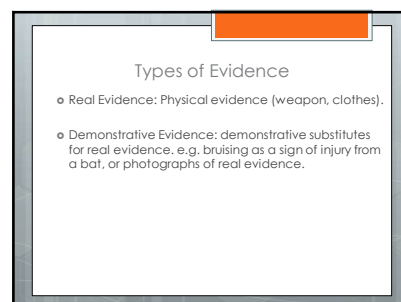 Types of Evidence
Real Evidence: Physical evidence (weapon, clothes).
Demonstrative Evidence: demonstrative substitutes
for real evidence. e.g. bruising as a sign of injury from
a bat, or photographs of real evidence.